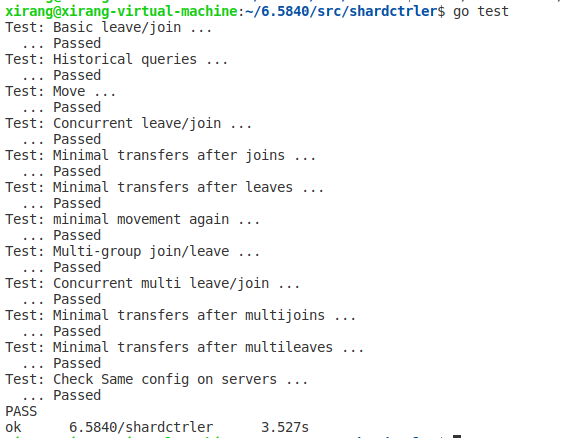 xirang@xirang-virtual-machine:~/6.5840/src/shardctrler$ go test
Test: Basic leave/join ...
  ... Passed
Test: Historical queries ...
  ... Passed
Test: Move ...
  ... Passed
Test: Concurrent leave/join ...
  ... Passed
Test: Minimal transfers after joins ...
  ... Passed
Test: Minimal transfers after leaves ...
  ... Passed
Test: minimal movement again ...
  ... Passed
Test: Multi-group join/leave ...
  ... Passed
Test: Concurrent multi leave/join ...
  ... Passed
Test: Minimal transfers after multijoins ...
  ... Passed
Test: Minimal transfers after multileaves ...
  ... Passed
Test: Check Same config on servers ...
  ... Passed
PASS
ok      6.5840/shardctrler      3.527s